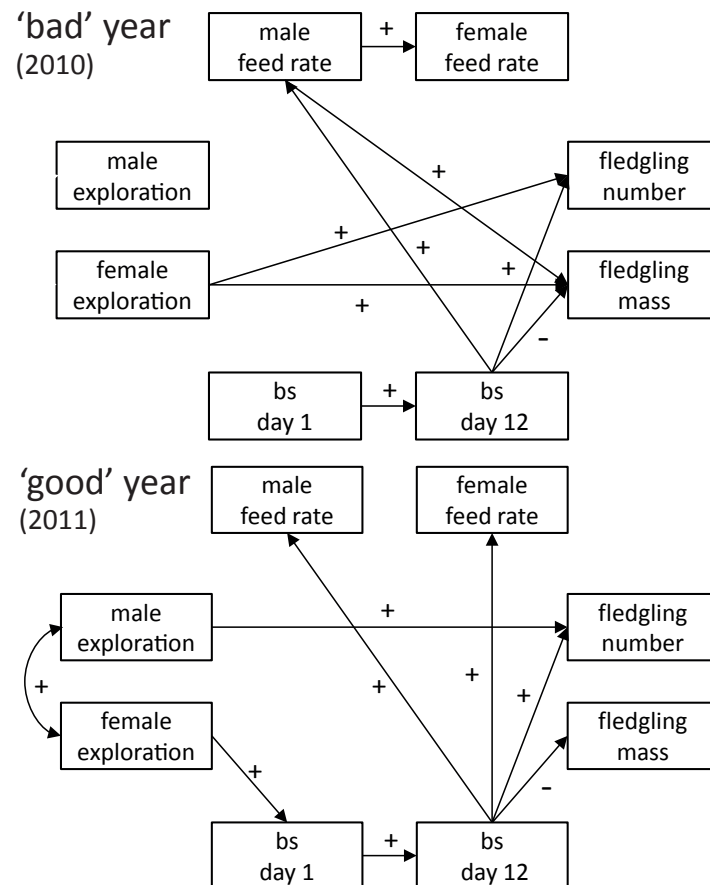 ‘bad’ year
(2010)
male
feed rate
+
female
feed rate
male
exploration
+
fledgling
number
+
+
female
exploration
+
+
fledgling
mass
-
bs
day 1
+
bs
day 12
‘good’ year
(2011)
male
feed rate
female
feed rate
male
exploration
+
fledgling
number
+
+
+
+
female
exploration
fledgling
mass
+
-
bs
day 1
+
bs
day 12